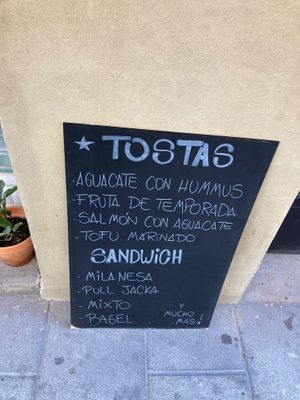 ★ TOSTAS
- AGUACATE CON HUMMUS
- FRUTA DE TEMPORADA
- SALMÓN CON AGUACATE
- TOFU MARINADO
SANDWICH
- MILANESA
- PULL JACKA
- MIXTO
- BAGEL
Y
MUCHO
MÁS!